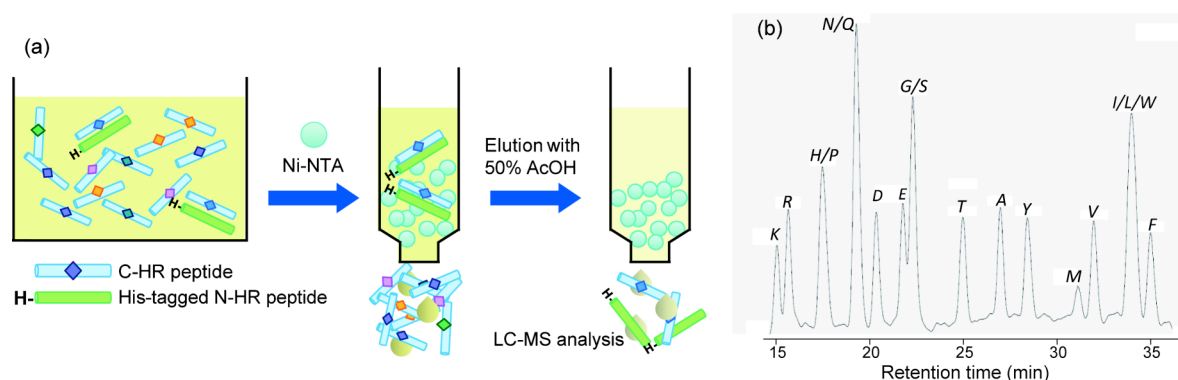 (a)
H-
H-
Ni-NTA
H-
H-
Elution with
50% AcOH
C-HR peptide
H- His-tagged N-HR peptide
LC-MS analysis
H-
H-
(b)
N/Q
G/S
I/L/W
H/P
R
D
E
T
A
Y
V
K
F
M
15 20 25 30 35
Retention time (min)